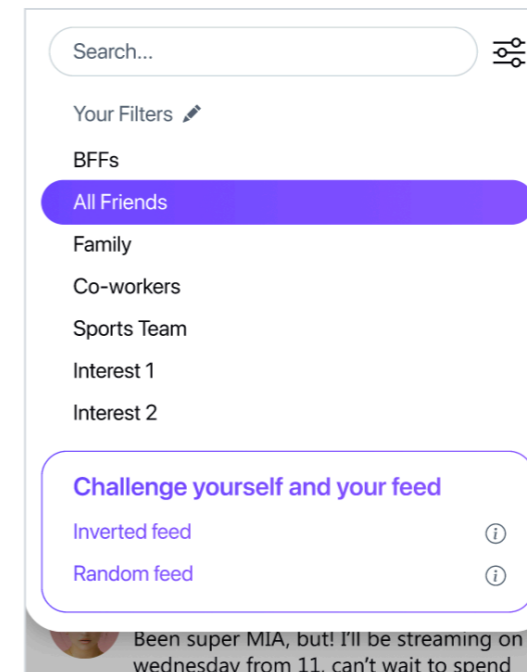 Search...
Your Filters
BFFs
All Friends
Family
Co-workers
Sports Team
Interest 1
Interest 2
Challenge yourself and your feed
Inverted feed
i
Random feed
i
Been super MIA, but! I'll be streaming on
wednesday from 11, can't wait to spend